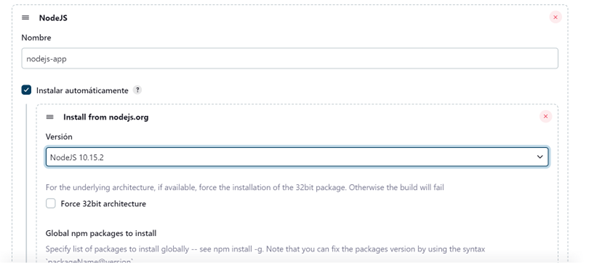 NodeJS
Nombre
nodejs-app
Instalar automáticamente ?
Install from nodejs.org
Versión
NodeJS 10.15.2
For the underlying architecture, if available, force the installation of the 32bit package. Otherwise the build will fail
Force 32bit architecture
Global npm packages to install
Specify list of packages to install globally -- see npm install -g. Note that you can fix the packages version by using the syntax
`packageName@version`